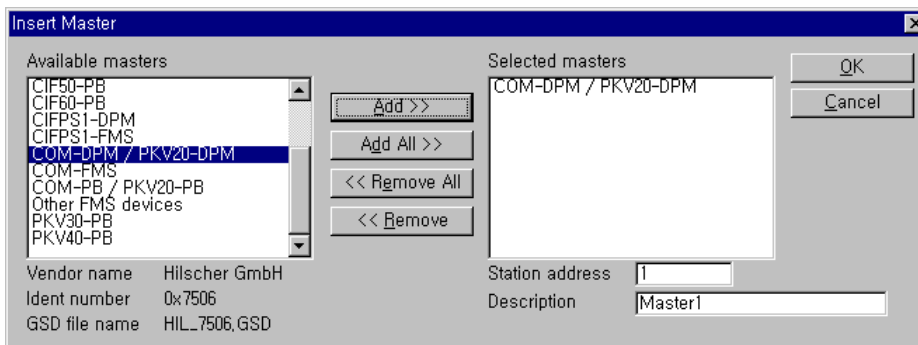 Insert Master
Available masters
CIF50-PB
CIF60-PB
CIFPS1-DPM
CIFPS1-FMS
COM-DPM / PKV20-DPM
COM-FMS
COM-PB / PKV20-PB
Other FMS devices
PKV30-PB
PKV40-PB
Add >>
Add All >>
<< Remove All
<< Remove
Selected masters
COM-DPM / PKV20-DPM
OK
Cancel
Vendor name Hilscher GmbH
Ident number 0x7506
GSD file name HIL_7506.GSD
Station address 1
Description Master1